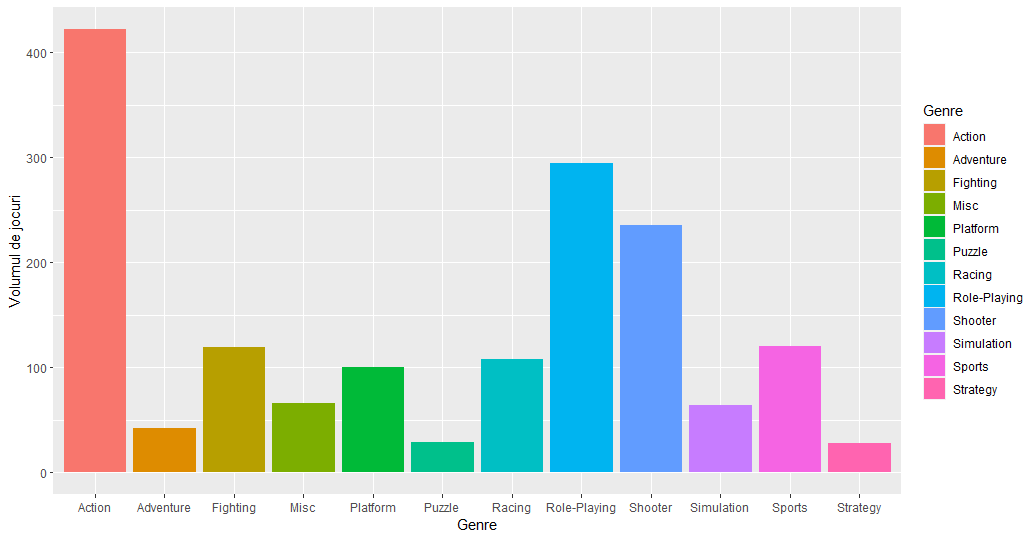 Volumul de jocuri
400
300
200
100
0
Action Adventure Fighting Misc Platform Puzzle Racing Role-Playing Shooter Simulation Sports Strategy
Genre
Genre
Action
Adventure
Fighting
Misc
Platform
Puzzle
Racing
Role-Playing
Shooter
Simulation
Sports
Strategy